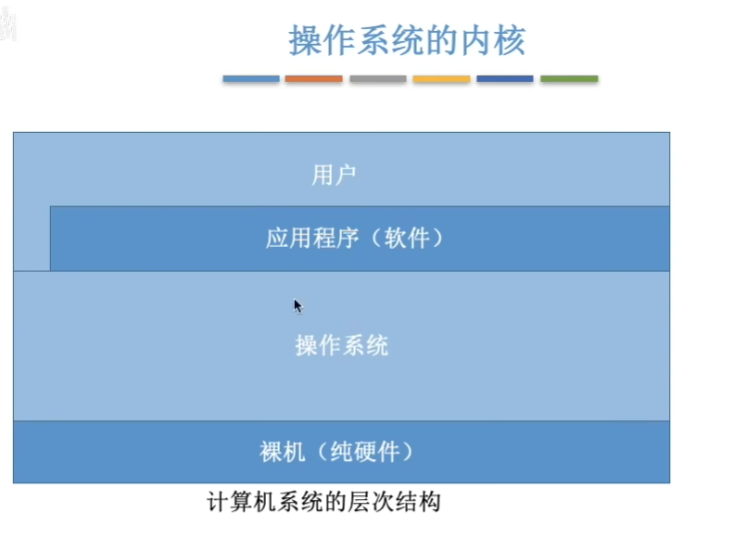 操作系统的内核
用户
应用程序（软件）
操作系统
裸机（纯硬件）
计算机系统的层次结构